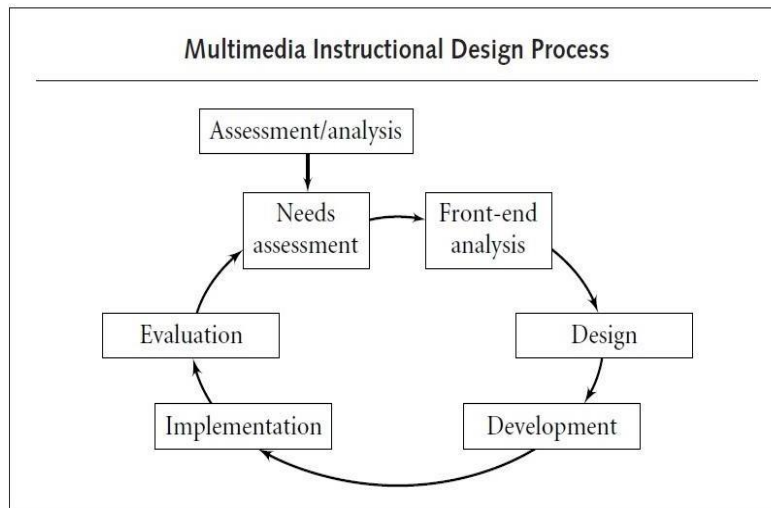 Multimedia Instructional Design Process
Assessment/analysis
Needs
assessment
Front-end
analysis
Evaluation
Design
Implementation
Development